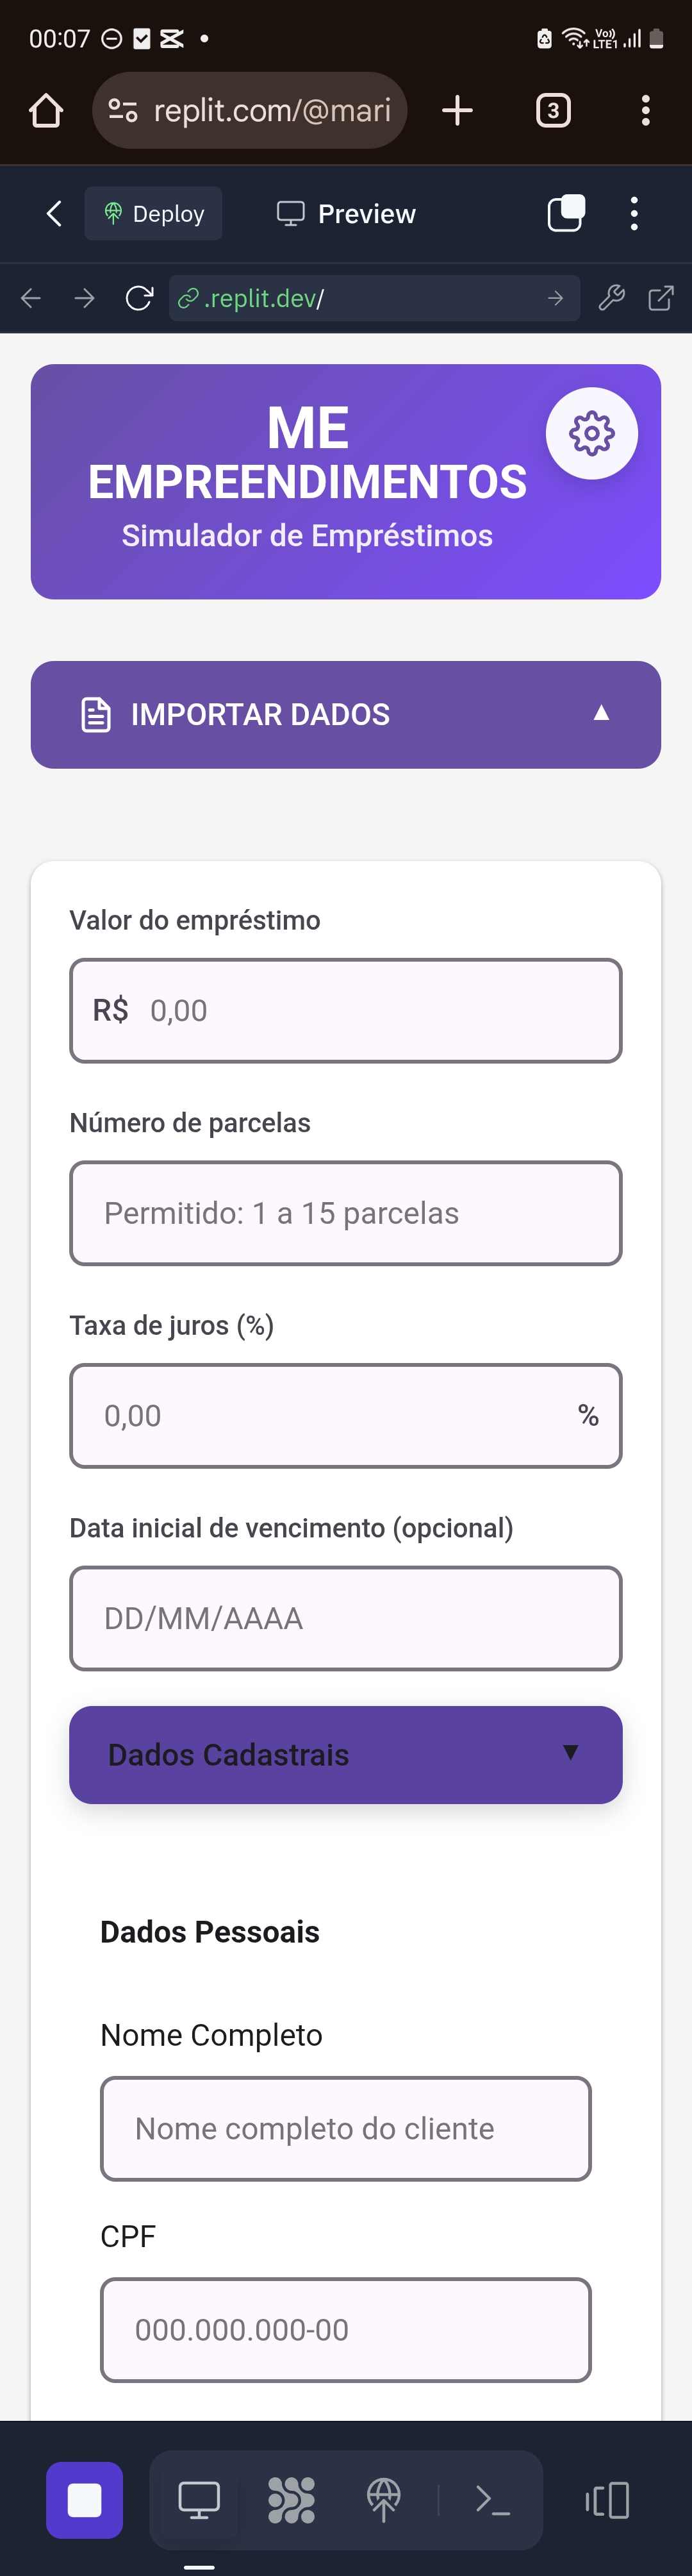 00:07
Vo)) LTE1
replit.com/@mari
3
Deploy
Preview
.replit.dev/
ME
EMPREENDIMENTOS
Simulador de Empréstimos
IMPORTAR DADOS ▲
Valor do empréstimo
R$ 0,00
Número de parcelas
Permitido: 1 a 15 parcelas
Taxa de juros (%)
0,00 %
Data inicial de vencimento (opcional)
DD/MM/AAAA
Dados Cadastrais ▼
Dados Pessoais
Nome Completo
Nome completo do cliente
CPF
000.000.000-00